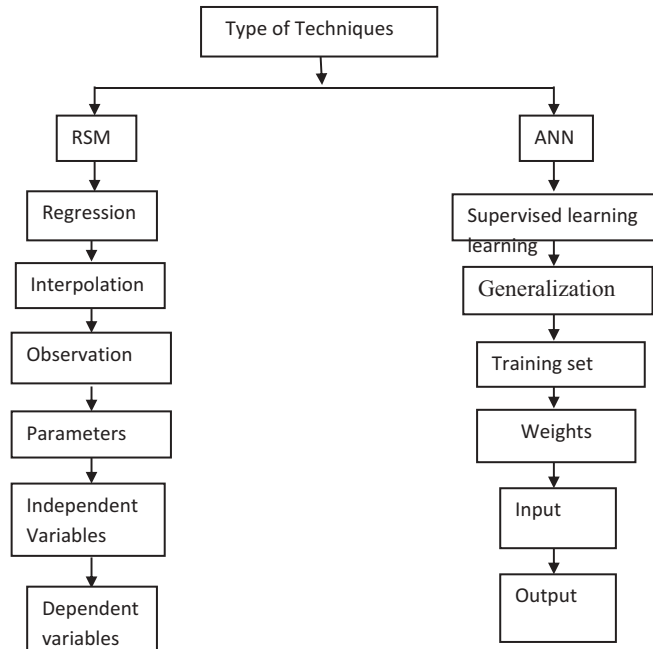 Type of Techniques
RSM
Regression
Interpolation
Observation
Parameters
Independent
Variables
Dependent
variables
ANN
Supervised learning
learning
Generalization
Training set
Weights
Input
Output